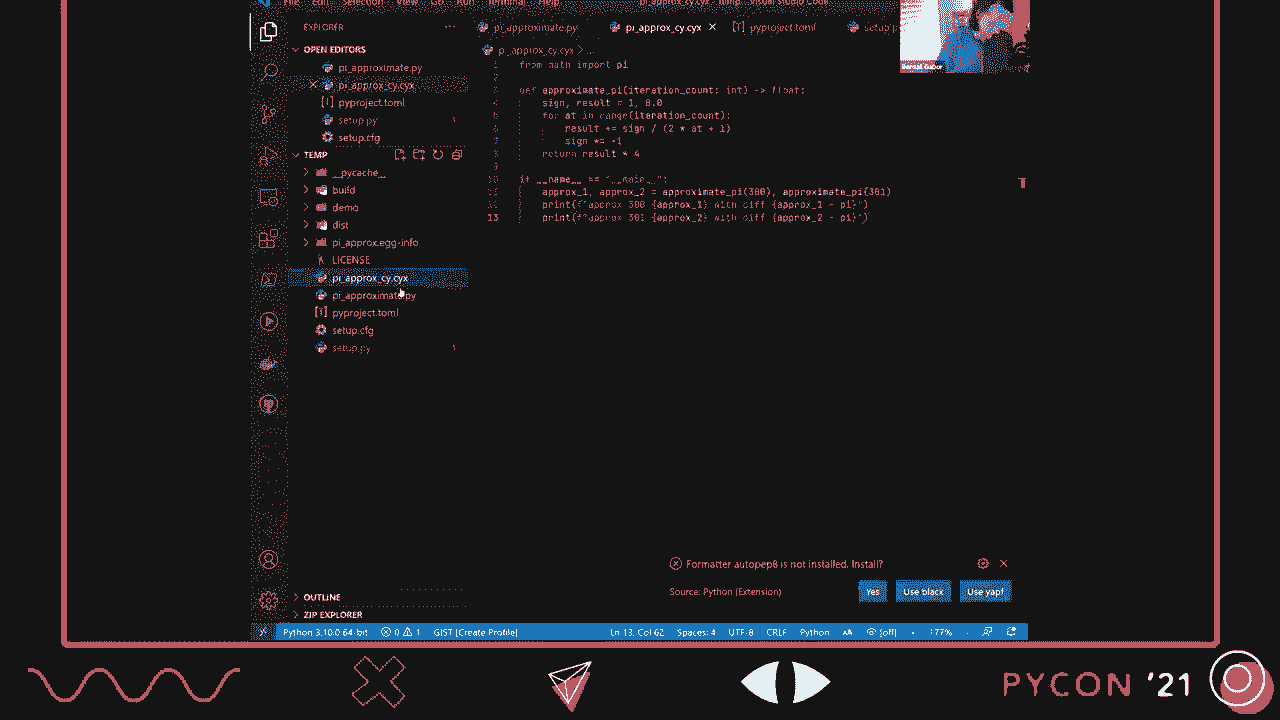 File Edit Selection View Go Run Terminal Help pi_approx_cy.cyx - Temp - Visual Studio Code
EXPLORER
OPEN EDITORS
pi_approximate.py
pi_approx_cy.cyx
pyproject.toml
setup.py 3
setup.cfg
TEMP
__pycache__
build
demo
dist
pi_approx.egg-info
LICENSE
pi_approx_cy.cyx
pi_approximate.py
pyproject.toml
setup.cfg
setup.py 3
OUTLINE
ZIP EXPLORER
pi_approximate.py pi_approx_cy.cyx pyproject.toml setup.p
pi_approx_cy.cyx > ...
1 from math import pi
2
3 def approximate_pi(iteration_count: int) -> float:
4 sign, result = 1, 0.0
5 for at in range(iteration_count):
6 result += sign / (2 * at + 1)
7 sign *= -1
8 return result * 4
9
10 if __name__ == "__main__":
11 approx_1, approx_2 = approximate_pi(300), approximate_pi(301)
12 print(f"approx 300 {approx_1} with diff {approx_1 - pi}")
13 print(f"approx 301 {approx_2} with diff {approx_2 - pi}")
Formatter autopep8 is not installed. Install?
Source: Python (Extension) Yes Use black Use yapf
Python 3.10.0 64-bit 0 1 GIST [Create Profile] Ln 13, Col 62 Spaces: 4 UTF-8 CRLF Python [off] 177%
PYCON '21